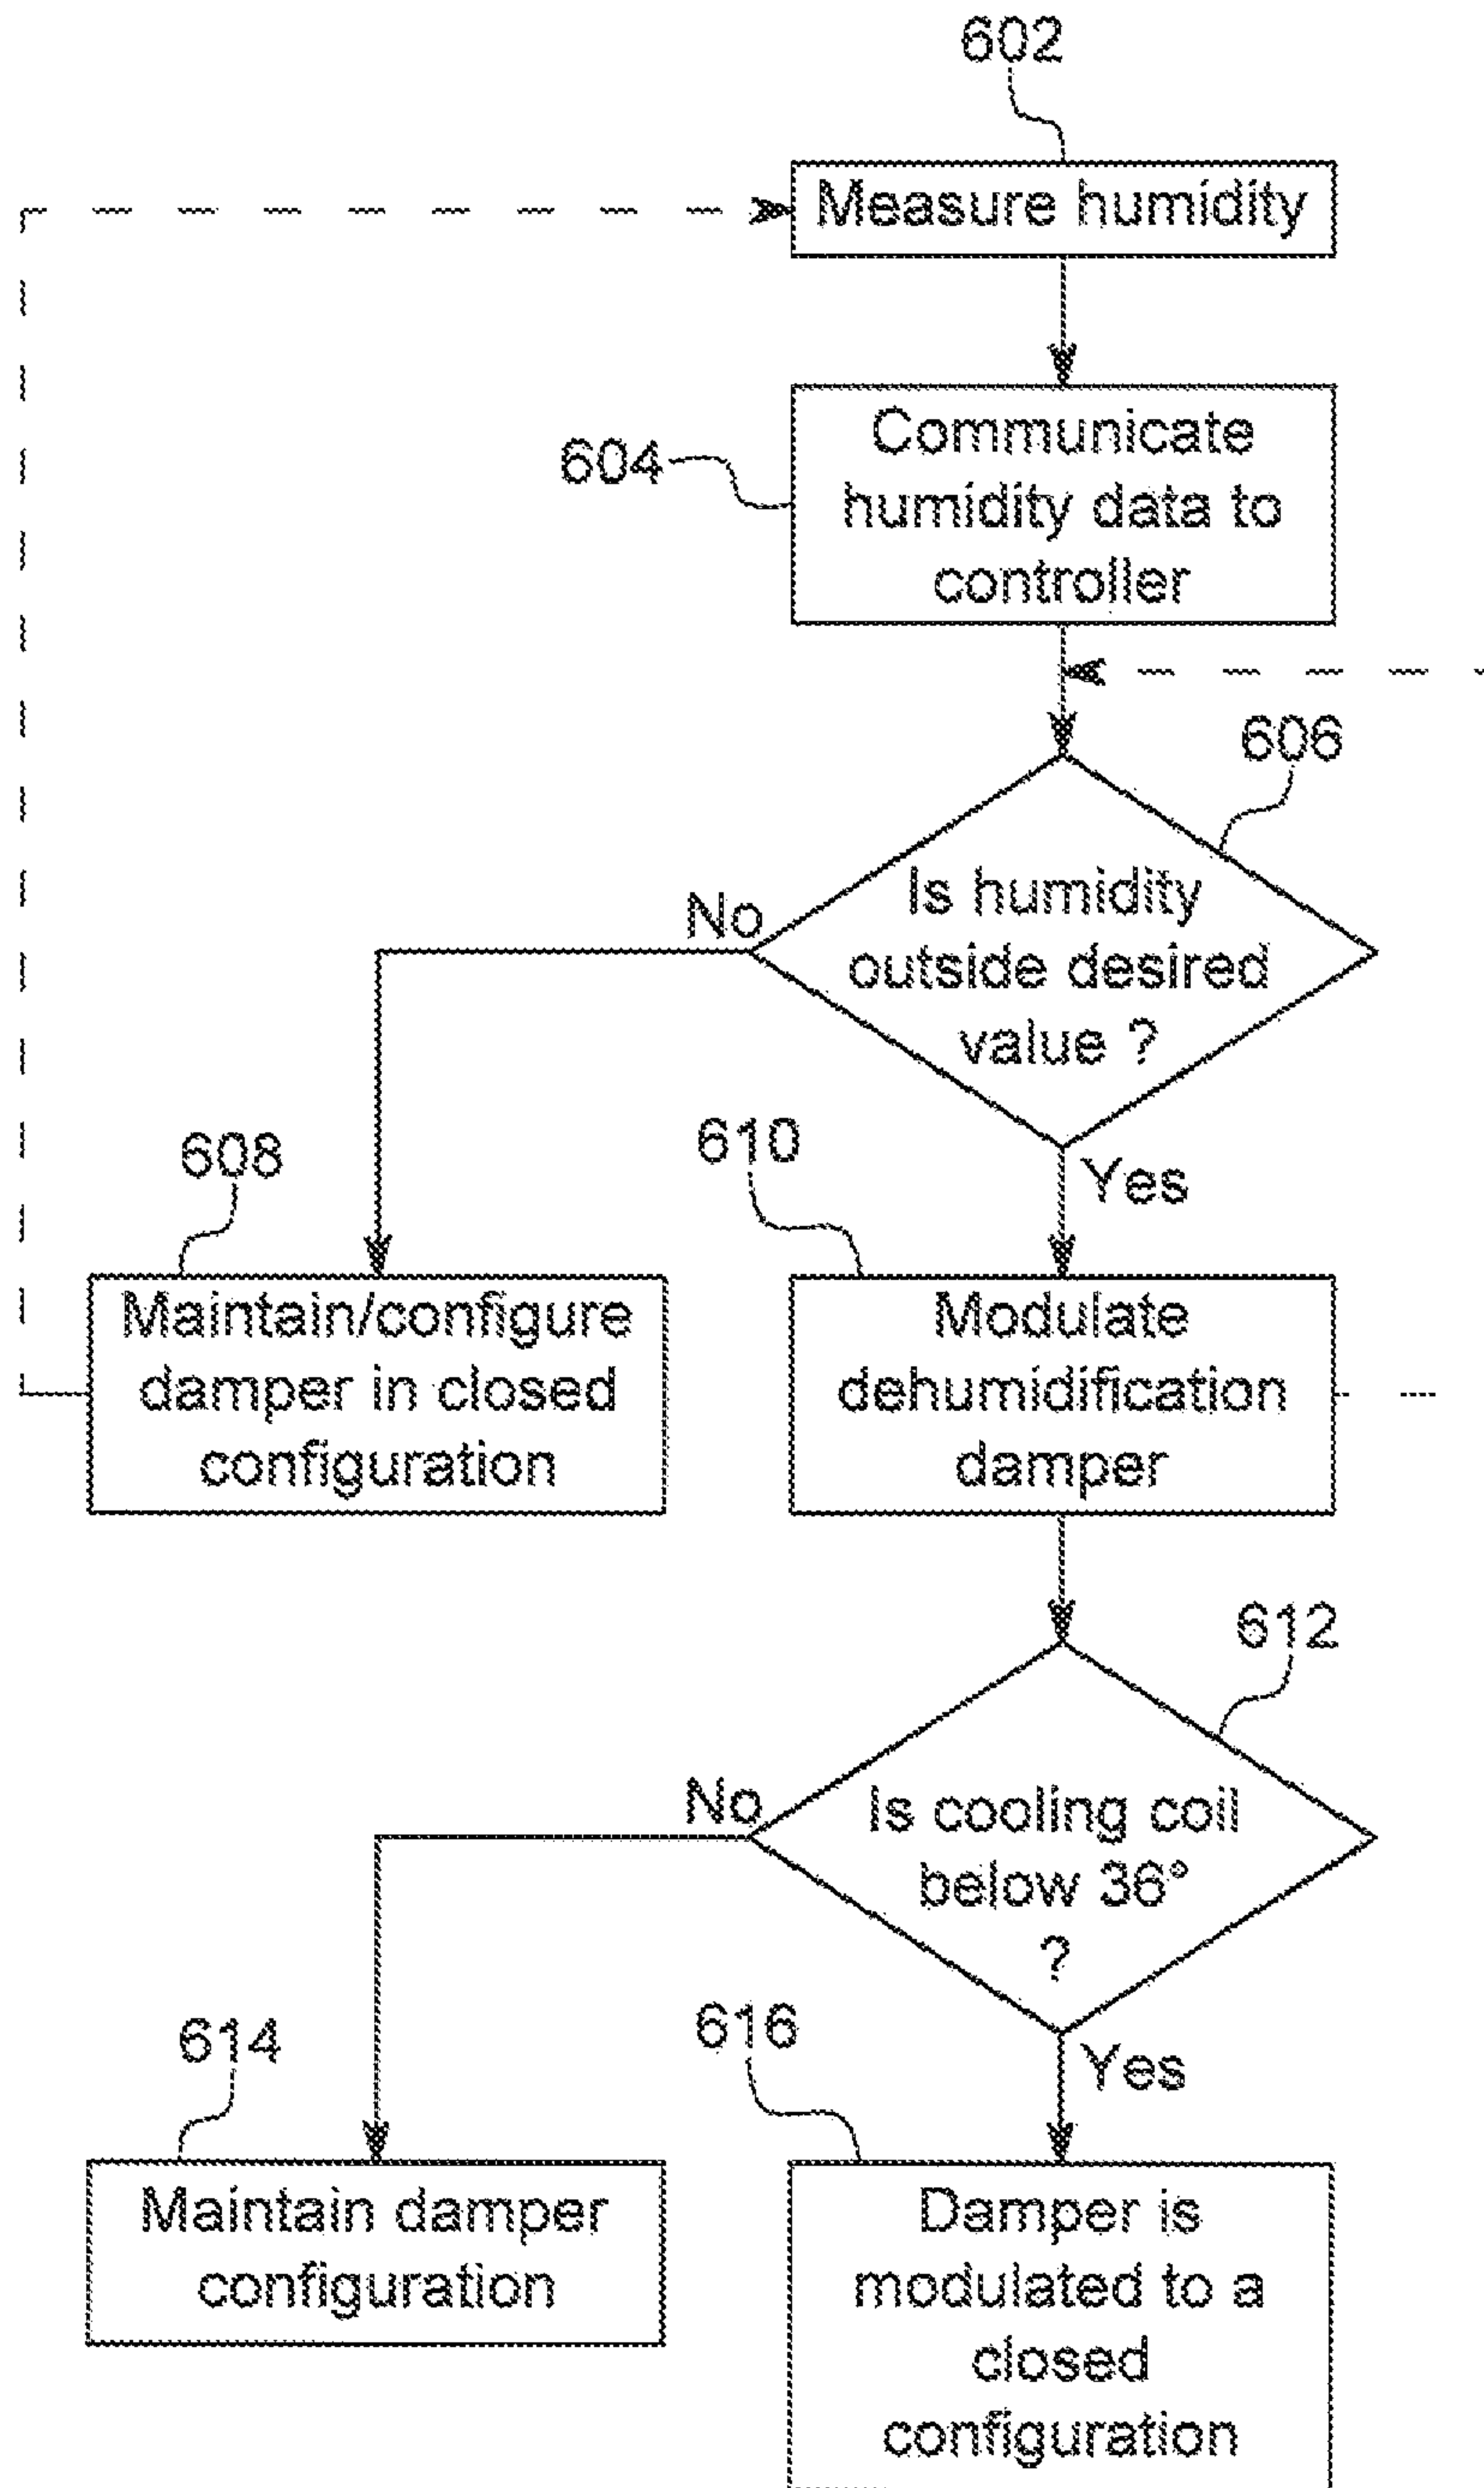 602
Measure humidity
604
Communicate
humidity data to
controller
606
Is humidity
outside desired
value ?
No
Yes
608
Maintain/configure
damper in closed
configuration
610
Modulate
dehumidification
damper
612
Is cooling coil
below 36°
?
No
Yes
614
Maintain damper
configuration
616
Damper is
modulated to a
closed
configuration